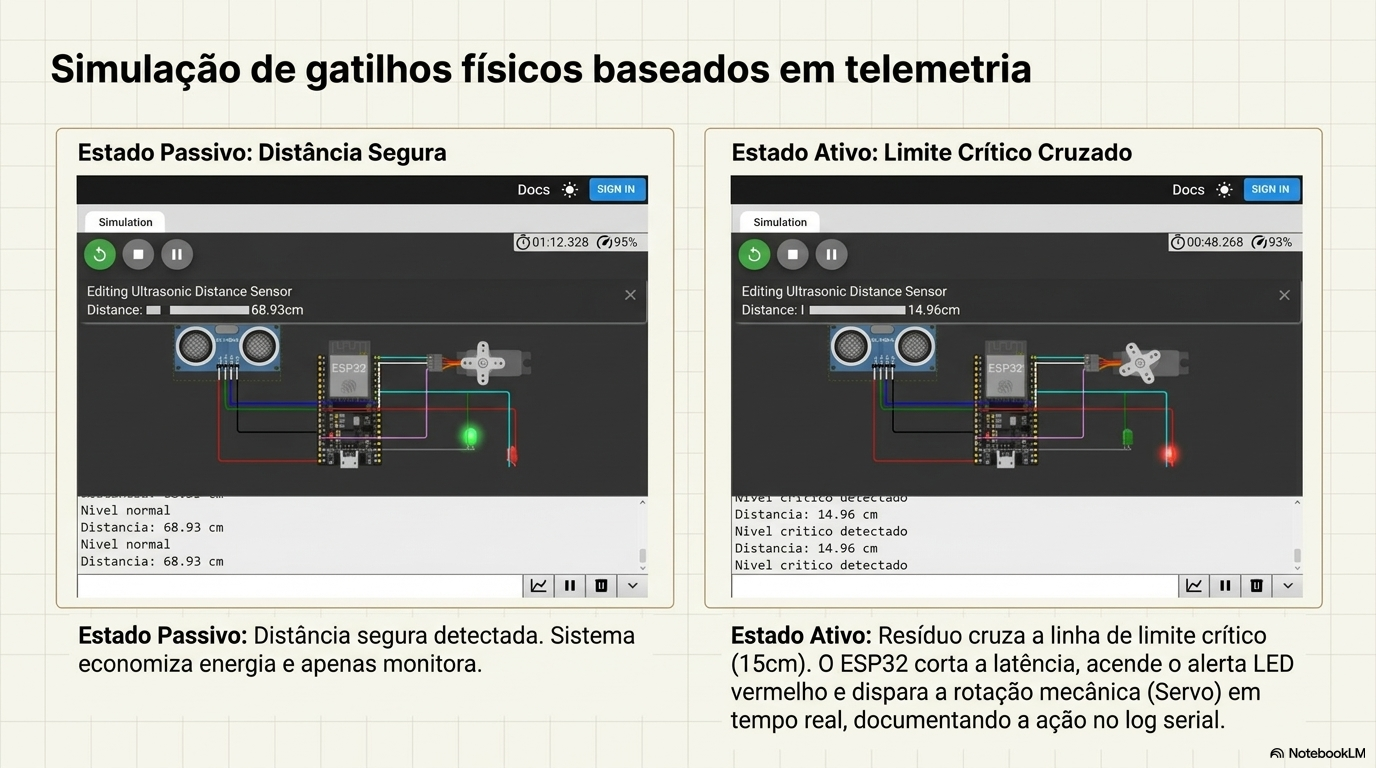 Simulação de gatilhos físicos baseados em telemetria
Estado Passivo: Distância Segura
Docs SIGN IN
Simulation
01:12.328 95%
Editing Ultrasonic Distance Sensor
Distance: 68.93cm
ESP32
Nivel normal
Distancia: 68.93 cm
Nivel normal
Distancia: 68.93 cm
Estado Passivo: Distância segura detectada. Sistema
economiza energia e apenas monitora.
Estado Ativo: Limite Crítico Cruzado
Docs SIGN IN
Simulation
00:48.268 93%
Editing Ultrasonic Distance Sensor
Distance: 14.96cm
ESP32
Nivel critico detectado
Distancia: 14.96 cm
Nivel critico detectado
Distancia: 14.96 cm
Nivel critico detectado
Estado Ativo: Resíduo cruza a linha de limite crítico
(15cm). O ESP32 corta a latência, acende o alerta LED
vermelho e dispara a rotação mecânica (Servo) em
tempo real, documentando a ação no log serial.
NotebookLM